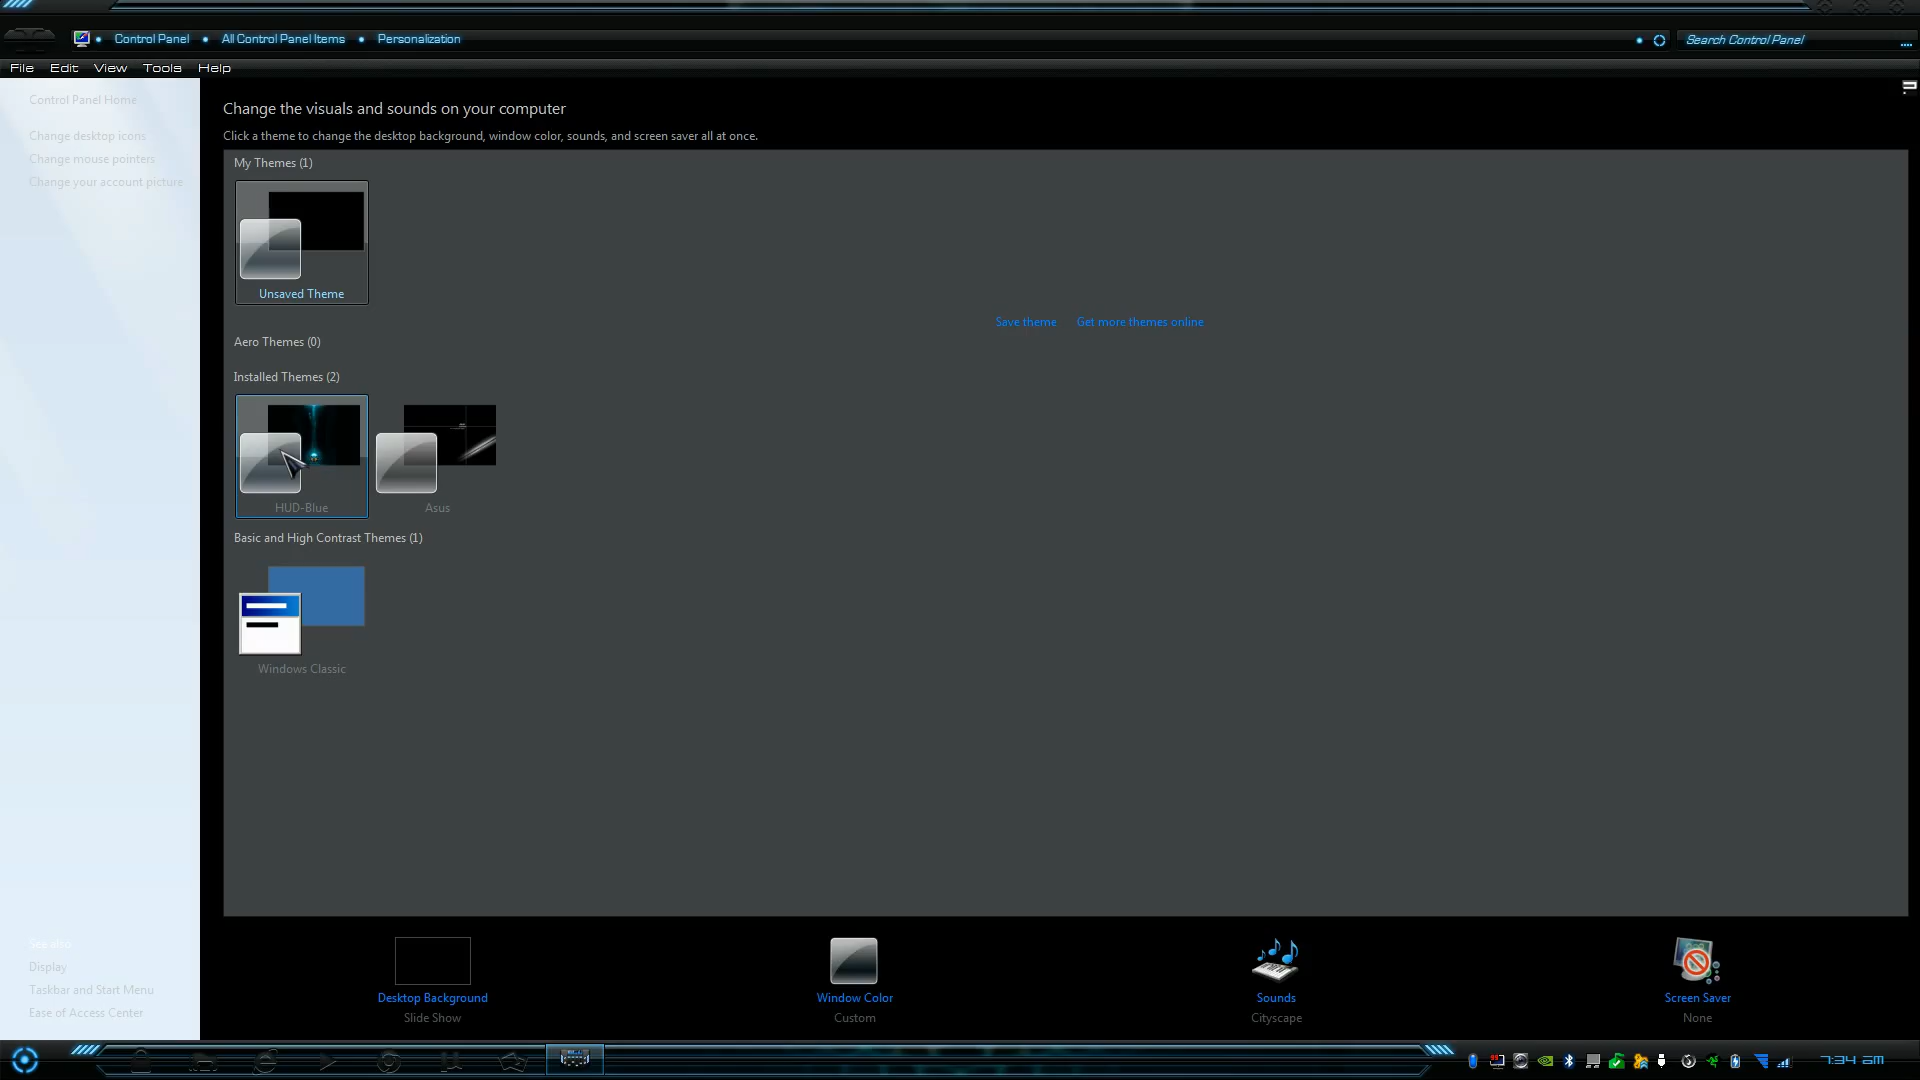 Control Panel • All Control Panel Items • Personalization
Search Control Panel
File Edit View Tools Help
Control Panel Home
Change desktop icons
Change mouse pointers
Change your account picture
Change the visuals and sounds on your computer
Click a theme to change the desktop background, window color, sounds, and screen saver all at once.
My Themes (1)
Unsaved Theme
Save theme Get more themes online
Aero Themes (0)
Installed Themes (2)
HUD-Blue Asus
Basic and High Contrast Themes (1)
Windows Classic
See also
Display
Taskbar and Start Menu
Ease of Access Center
Desktop Background
Slide Show
Window Color
Custom
Sounds
Cityscape
Screen Saver
None
7:34 am